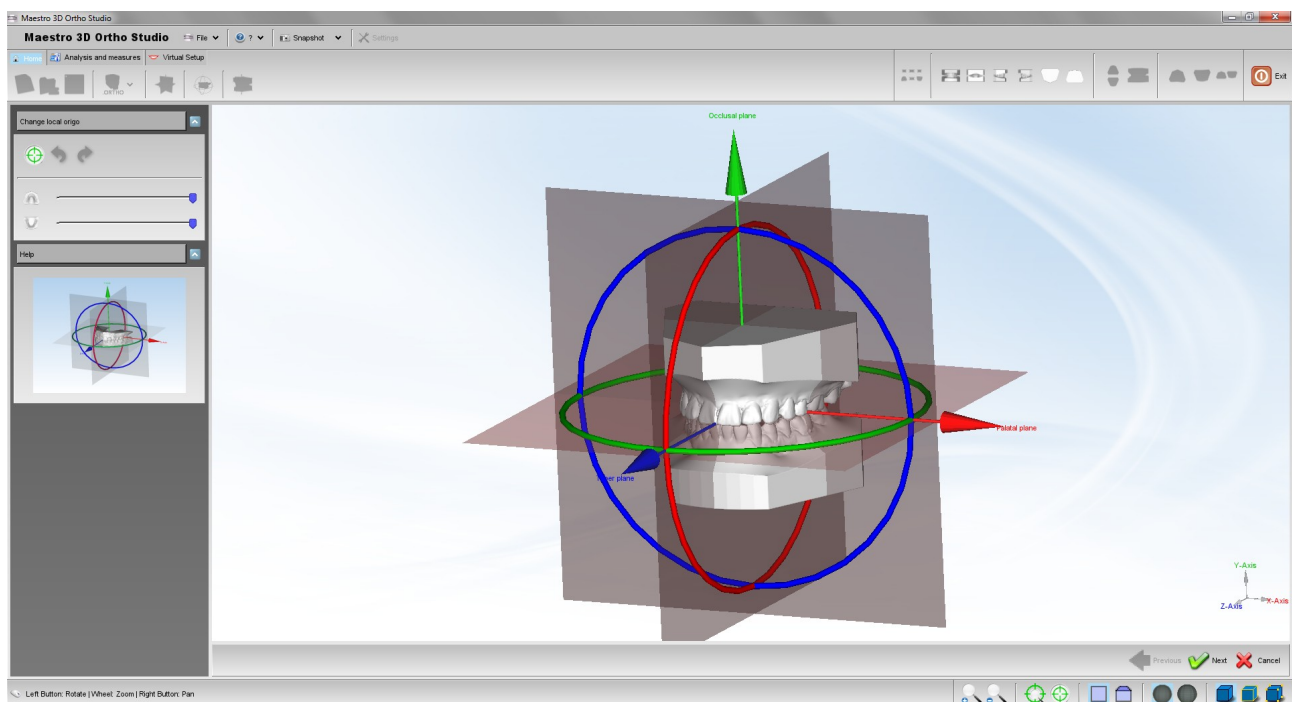 Maestro 3D Ortho Studio
Maestro 3D Ortho Studio File ? Snapshot Settings
Home Analysis and measures Virtual Setup
ORTHO
Exit
Change local origo
Help
Occlusal plane
Palatal plane
plane
Y-Axis
Z-Axis
X-Axis
Previous Next Cancel
Left Button: Rotate | Wheel: Zoom | Right Button: Pan